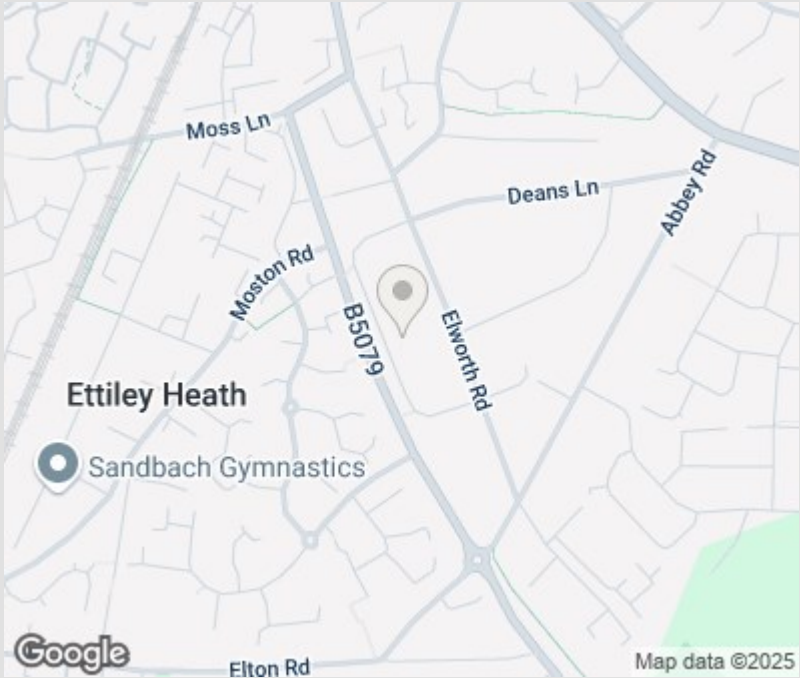 Moss Ln
Deans Ln
Abbey Rd
Moston Rd
B5079
Elworth Rd
Ettiley Heath
Sandbach Gymnastics
Elton Rd
Google
Map data ©2025